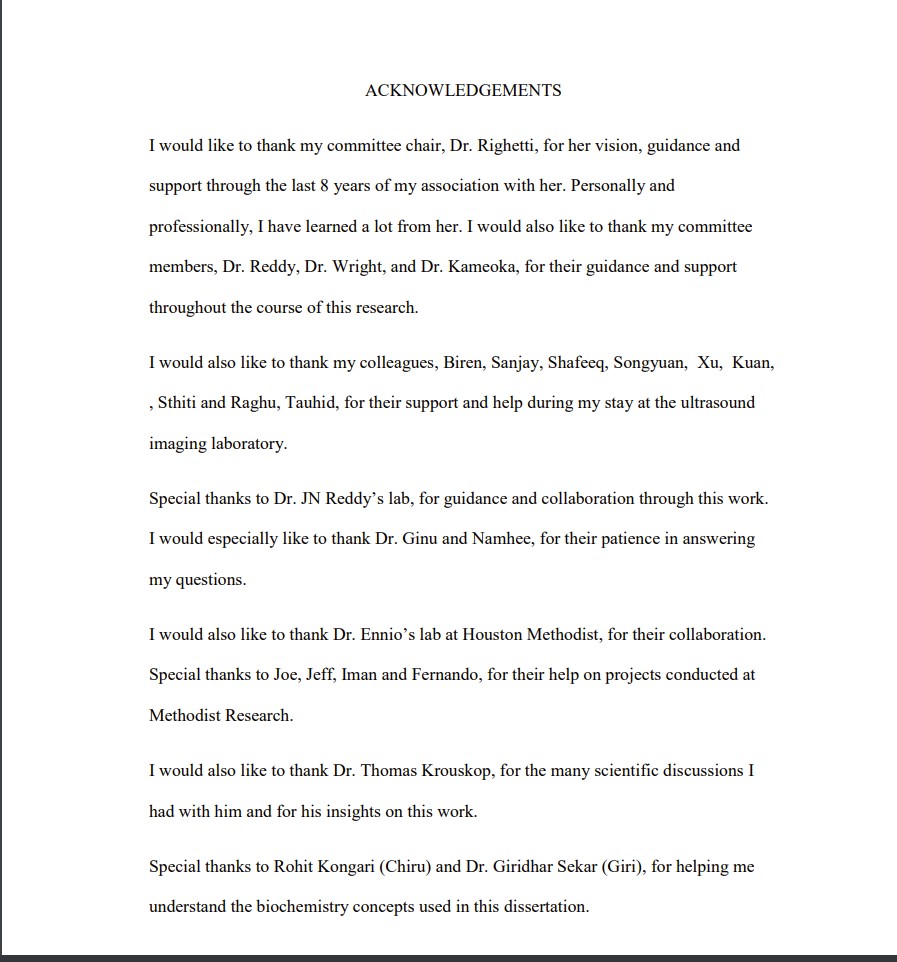 ACKNOWLEDGEMENTS
I would like to thank my committee chair, Dr. Righetti, for her vision, guidance and
support through the last 8 years of my association with her. Personally and
professionally, I have learned a lot from her. I would also like to thank my committee
members, Dr. Reddy, Dr. Wright, and Dr. Kameoka, for their guidance and support
throughout the course of this research.
I would also like to thank my colleagues, Biren, Sanjay, Shafeeq, Songyuan,  Xu,  Kuan,
, Sthiti and Raghu, Tauhid, for their support and help during my stay at the ultrasound
imaging laboratory.
Special thanks to Dr. JN Reddy’s lab, for guidance and collaboration through this work.
I would especially like to thank Dr. Ginu and Namhee, for their patience in answering
my questions.
I would also like to thank Dr. Ennio’s lab at Houston Methodist, for their collaboration.
Special thanks to Joe, Jeff, Iman and Fernando, for their help on projects conducted at
Methodist Research.
I would also like to thank Dr. Thomas Krouskop, for the many scientific discussions I
had with him and for his insights on this work.
Special thanks to Rohit Kongari (Chiru) and Dr. Giridhar Sekar (Giri), for helping me
understand the biochemistry concepts used in this dissertation.